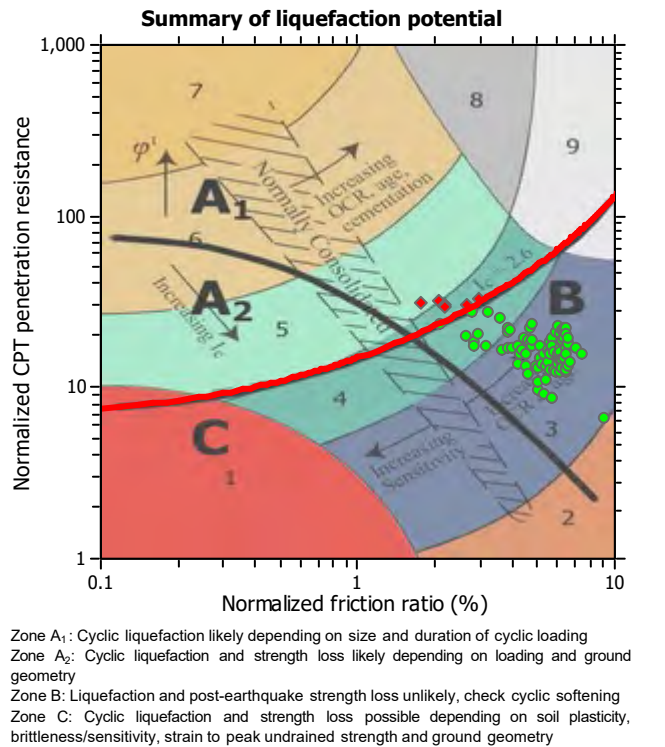 Summary of liquefaction potential
1,000
100
10
1
Normalized CPT penetration resistance
7
8
9
φ'
A1
Increasing
OCR, age,
cementation
Normally Consolidated
6
A2
Increasing Ic
5
Ic = 2.6
B
4
3
C
1
Increasing
Sensitivity
2
0.1
1
10
Normalized friction ratio (%)
Zone A1: Cyclic liquefaction likely depending on size and duration of cyclic loading
Zone A2: Cyclic liquefaction and strength loss likely depending on loading and ground
geometry
Zone B: Liquefaction and post-earthquake strength loss unlikely, check cyclic softening
Zone C: Cyclic liquefaction and strength loss possible depending on soil plasticity,
brittleness/sensitivity, strain to peak undrained strength and ground geometry